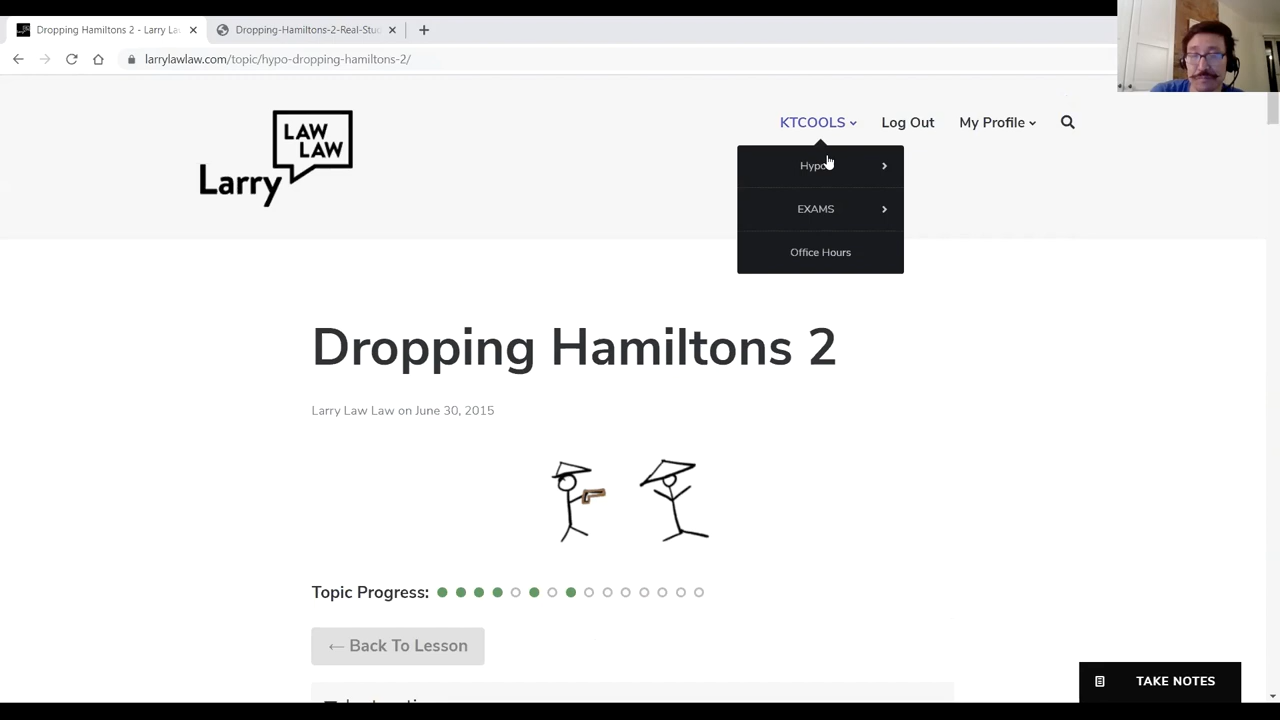 Dropping Hamiltons 2 - Larry La
Dropping-Hamiltons-2-Real-Stu
larrylawlaw.com/topic/hypo-dropping-hamiltons-2/
LAW
LAW
Larry
KTCOOLS
Log Out
My Profile
EXAMS
Office Hours
Dropping Hamiltons 2
Larry Law Law on June 30, 2015
Topic Progress:
← Back To Lesson
TAKE NOTES